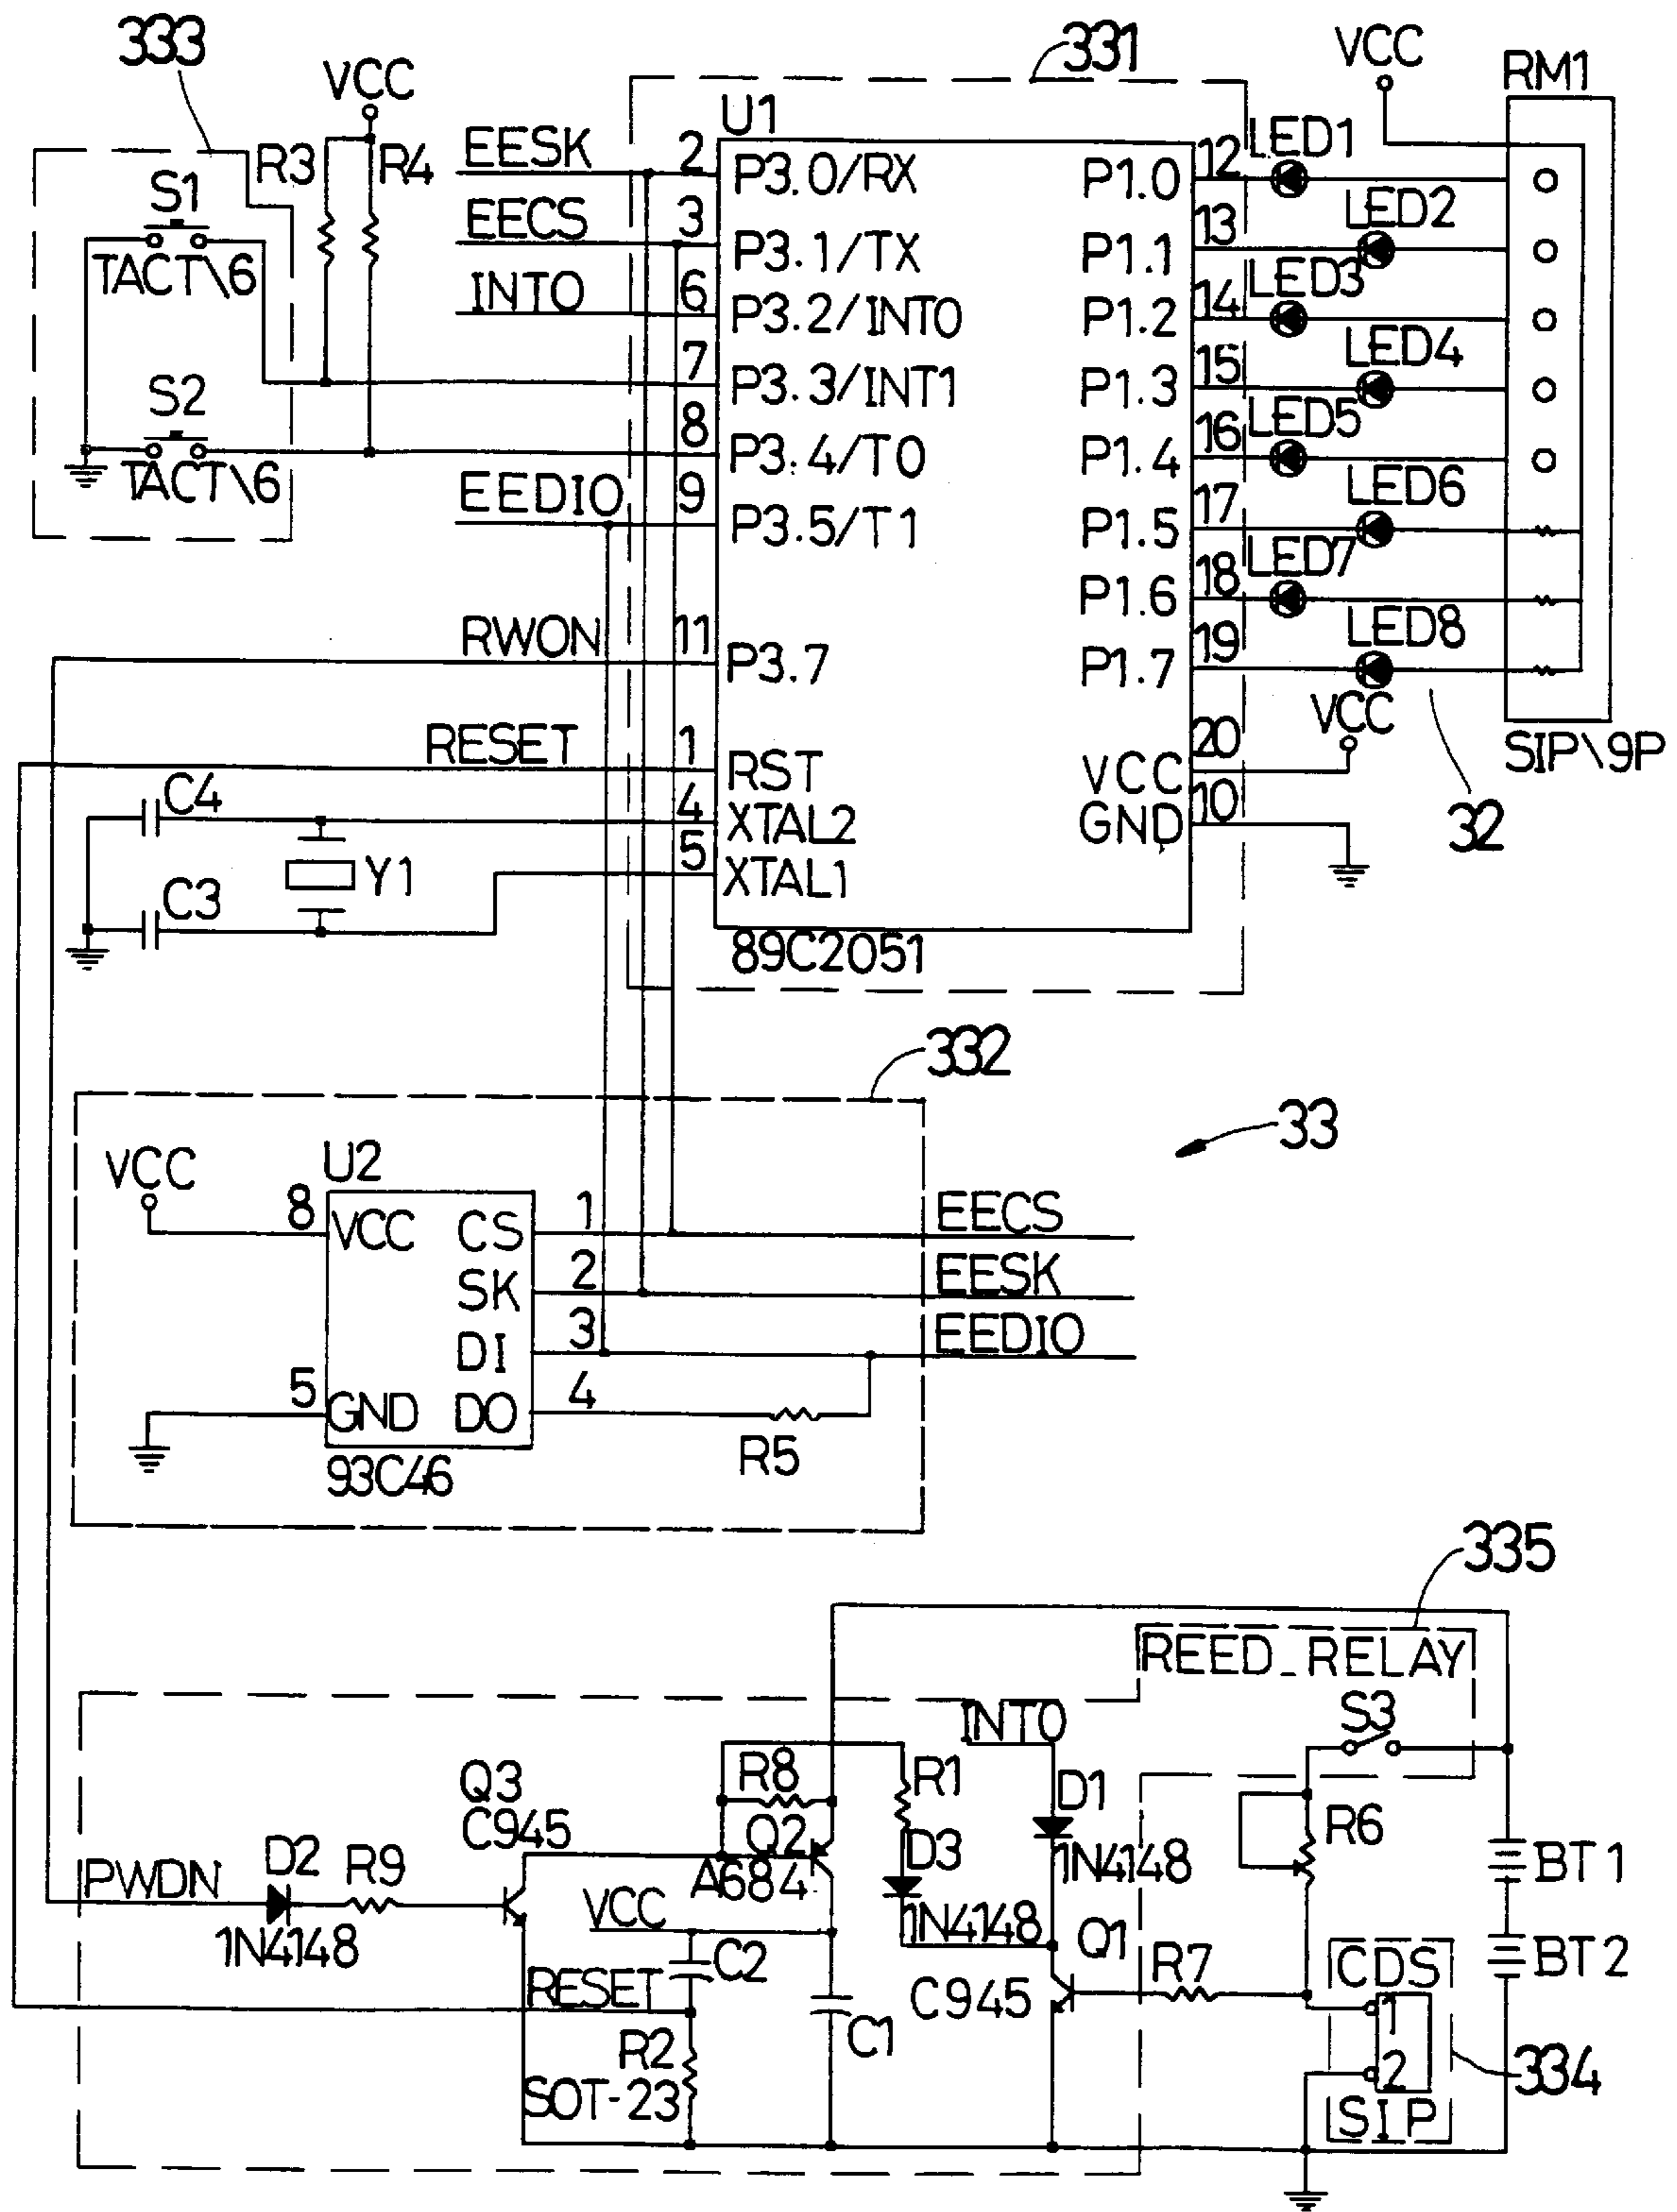 333
VCC
R3
R4
S1
TACT\6
S2
TACT\6
331
U1
EESK
2
P3.0/RX
EECS
3
P3.1/TX
INTO
6
P3.2/INTO
7
P3.3/INT1
8
P3.4/TO
EEDIO
9
P3.5/T1
RWON
11
P3.7
RESET
1
RST
4
XTAL2
5
XTAL1
C4
Y1
C3
89C2051
P1.0
12
LED1
P1.1
13
LED2
P1.2
14
LED3
P1.3
15
LED4
P1.4
16
LED5
P1.5
17
LED6
P1.6
18
LED7
P1.7
19
LED8
VCC
20
VCC
GND
10
VCC
RM1
SIP\9P
32
332
33
VCC
U2
8
VCC
CS
1
EECS
SK
2
EESK
DI
3
EEDIO
5
GND
DO
4
R5
93C46
335
REED_RELAY
S3
INTO
R8
R1
D1
1N4148
Q3
C945
Q2
A684
D3
1N4148
R6
BT1
BT2
PWDN
D2
1N4148
R9
VCC
C2
RESET
Q1
C945
R7
CDS
1
2
SIP
334
C1
R2
SOT-23